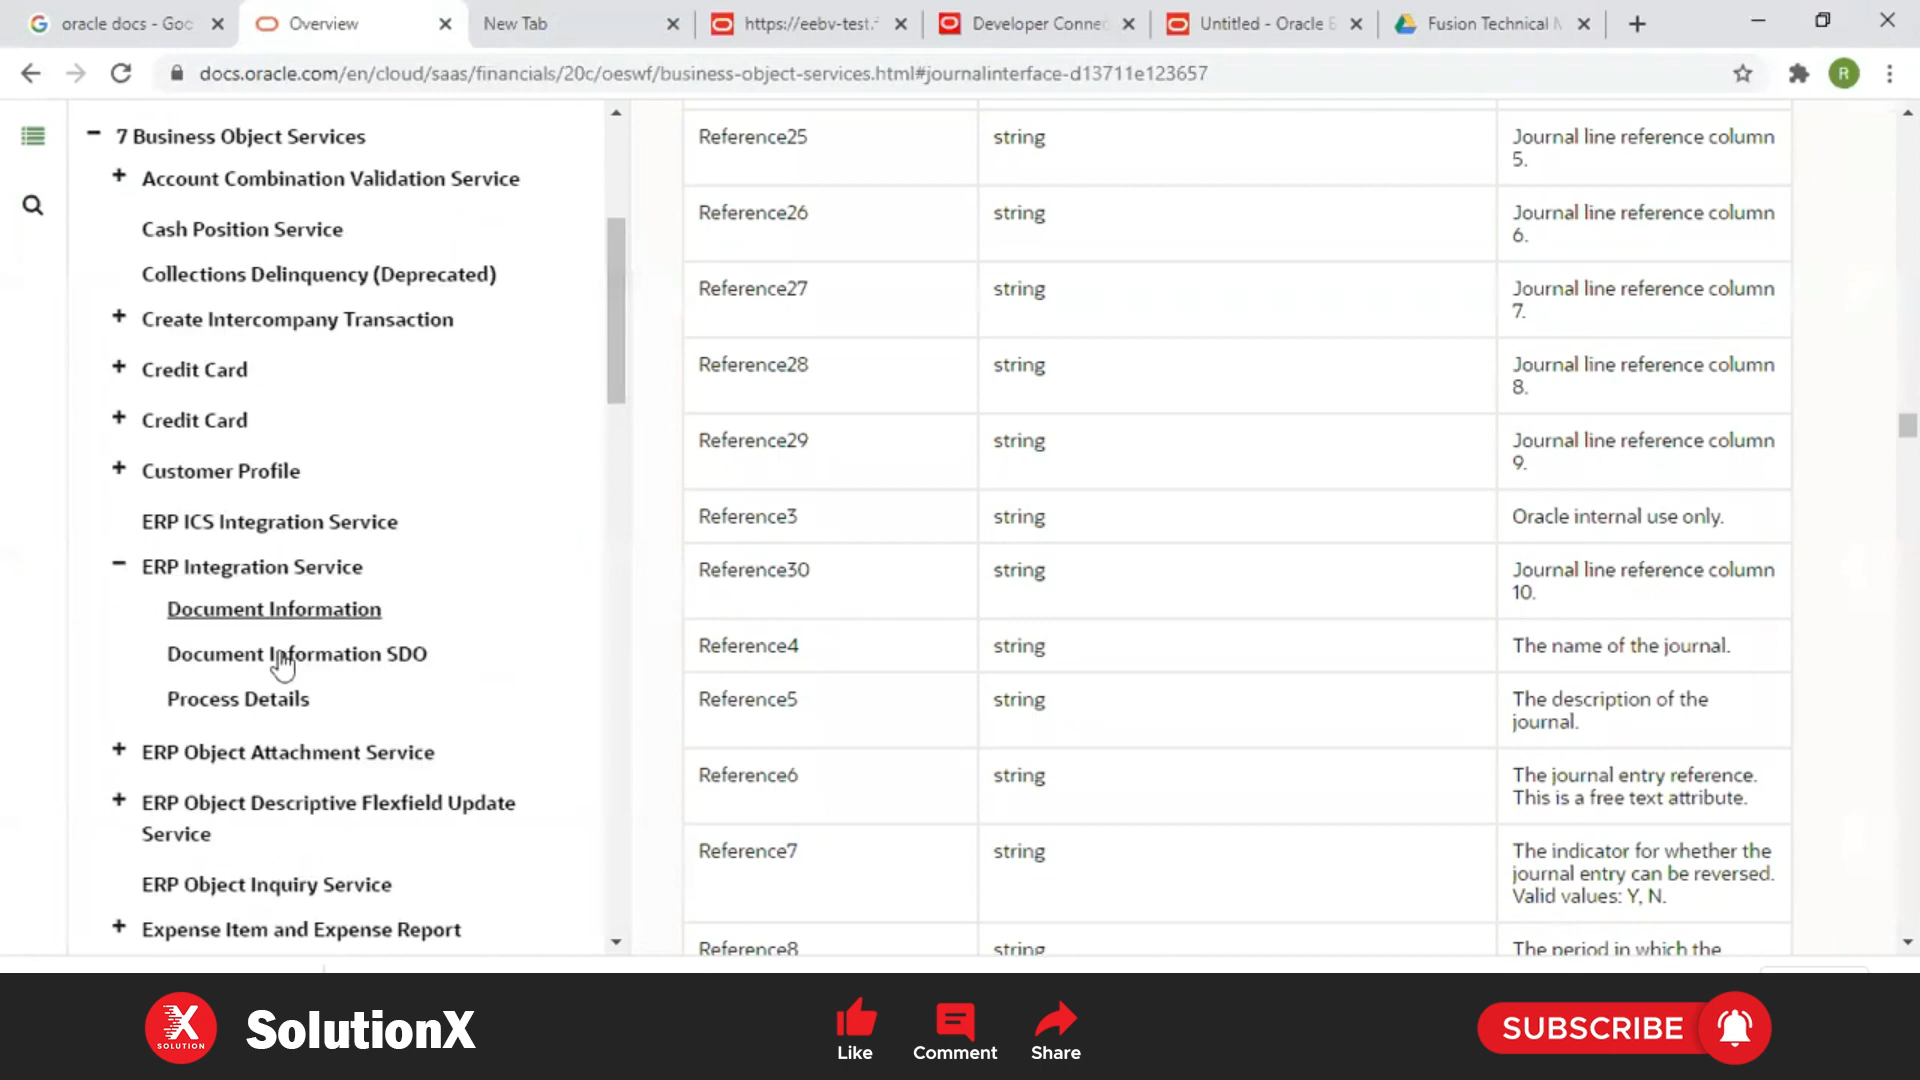 oracle docs - Goo
Overview
New Tab
https://eebv-test.
Developer Connec
Untitled - Oracle
Fusion Technical
docs.oracle.com/en/cloud/saas/financials/20c/oeswf/business-object-services.html#journalinterface-d13711e123657
R
7 Business Object Services
Account Combination Validation Service
Cash Position Service
Collections Delinquency (Deprecated)
Create Intercompany Transaction
Credit Card
Credit Card
Customer Profile
ERP ICS Integration Service
ERP Integration Service
Document Information
Document Information SDO
Process Details
ERP Object Attachment Service
ERP Object Descriptive Flexfield Update
Service
ERP Object Inquiry Service
Expense Item and Expense Report
Reference25 string Journal line reference column
5.
Reference26 string Journal line reference column
6.
Reference27 string Journal line reference column
7.
Reference28 string Journal line reference column
8.
Reference29 string Journal line reference column
9.
Reference3 string Oracle internal use only.
Reference30 string Journal line reference column
10.
Reference4 string The name of the journal.
Reference5 string The description of the
journal.
Reference6 string The journal entry reference.
This is a free text attribute.
Reference7 string The indicator for whether the
journal entry can be reversed.
Valid values: Y, N.
Reference8 string The period in which the
X
SOLUTION
SolutionX
Like
Comment
Share
SUBSCRIBE